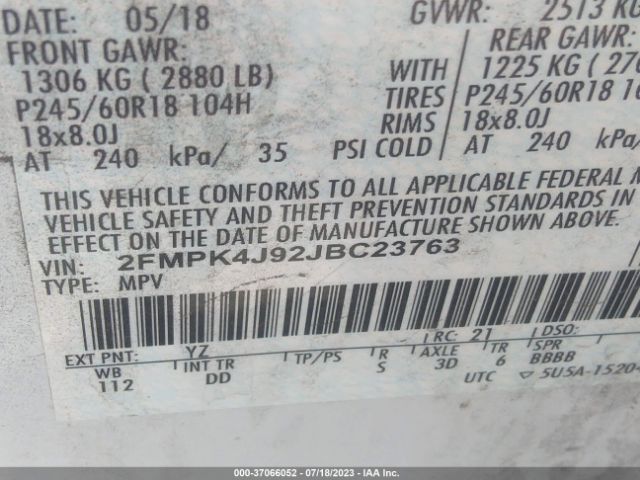 DATE: 05/18 GVWR: 2513 KG
FRONT GAWR: REAR GAWR:
1306 KG ( 2880 LB) WITH 1225 KG ( 
P245/60R18 104H TIRES P245/60R18
18x8.0J RIMS 18x8.0J
AT 240 kPa/ 35 PSI COLD AT 240 kPa/
THIS VEHICLE CONFORMS TO ALL APPLICABLE FEDERAL M
VEHICLE SAFETY AND THEFT PREVENTION STANDARDS IN
EFFECT ON THE DATE OF MANUFACTURE SHOWN ABOVE.
VIN: 2FMPK4J92JBC23763
TYPE: MPV
EXT PNT: YZ RC: 21 DSO:
WB INT TR TP/PS R AXLE TR SPR
112 DD S 3D 6 BBBB
UTC ▽ 5U5A-1520
000-37066052 / 07/18/2023 - IAA Inc.